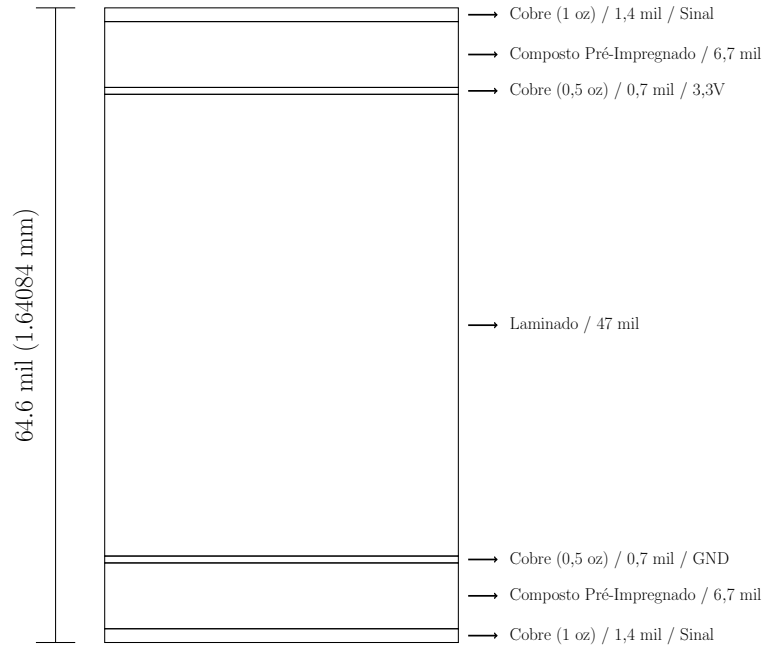 Cobre (1 oz) / 1,4 mil / Sinal
Composto Pré-Impregnado / 6,7 mil
Cobre (0,5 oz) / 0,7 mil / 3,3V
64.6 mil (1.64084 mm)
Laminado / 47 mil
Cobre (0,5 oz) / 0,7 mil / GND
Composto Pré-Impregnado / 6,7 mil
Cobre (1 oz) / 1,4 mil / Sinal